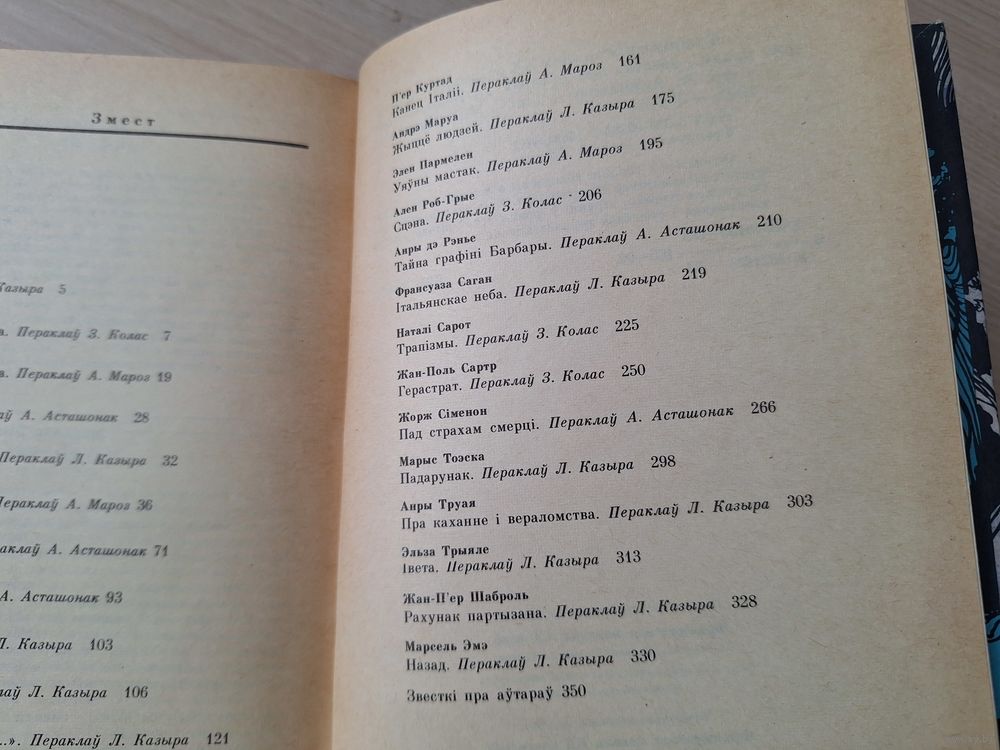 Змест
Казыра 5
Пераклаў З. Колас 7
Пераклаў А. Мароз 19
А. Асташонак 28
Пераклаў Л. Казыра 32
Пераклаў А. Мароз 36
А. Асташонак 71
А. Асташонак 93
Л. Казыра 103
Л. Казыра 106
..». Пераклаў Л. Казыра 121
П'ер Куртад
Канец Італіі. Пераклаў А. Мароз 161
Андрэ Маруа
Жыццё людзей. Пераклаў Л. Казыра 175
Элен Пармелен
Уяўны мастак. Пераклаў А. Мароз 195
Ален Роб-Грые
Сцэна. Пераклаў З. Колас 206
Анры дэ Рэнье
Тайна графіні Барбары. Пераклаў А. Асташонак 210
Франсуаза Саган
Італьянскае неба. Пераклаў Л. Казыра 219
Наталі Сарот
Трапізмы. Пераклаў З. Колас 225
Жан-Поль Сартр
Герастрат. Пераклаў З. Колас 250
Жорж Сіменон
Пад страхам смерці. Пераклаў А. Асташонак 266
Марыс Тоэска
Падарунак. Пераклаў Л. Казыра 298
Анры Труая
Пра каханне і вераломства. Пераклаў Л. Казыра 303
Эльза Трыяле
Івета. Пераклаў Л. Казыра 313
Жан-П'ер Шаброль
Рахунак партызана. Пераклаў Л. Казыра 328
Марсель Эмэ
Назад. Пераклаў Л. Казыра 330
Звесткі пра аўтараў 350